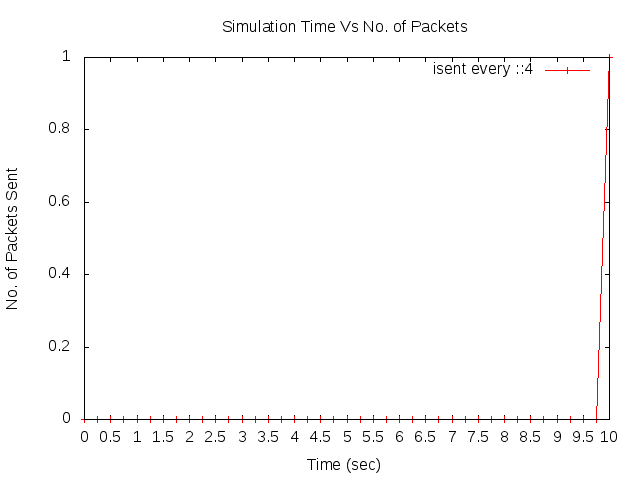 Simulation Time Vs No. of Packets
isent every ::4
No. of Packets Sent
1
0.8
0.6
0.4
0.2
0
0 0.5 1 1.5 2 2.5 3 3.5 4 4.5 5 5.5 6 6.5 7 7.5 8 8.5 9 9.5 10
Time (sec)